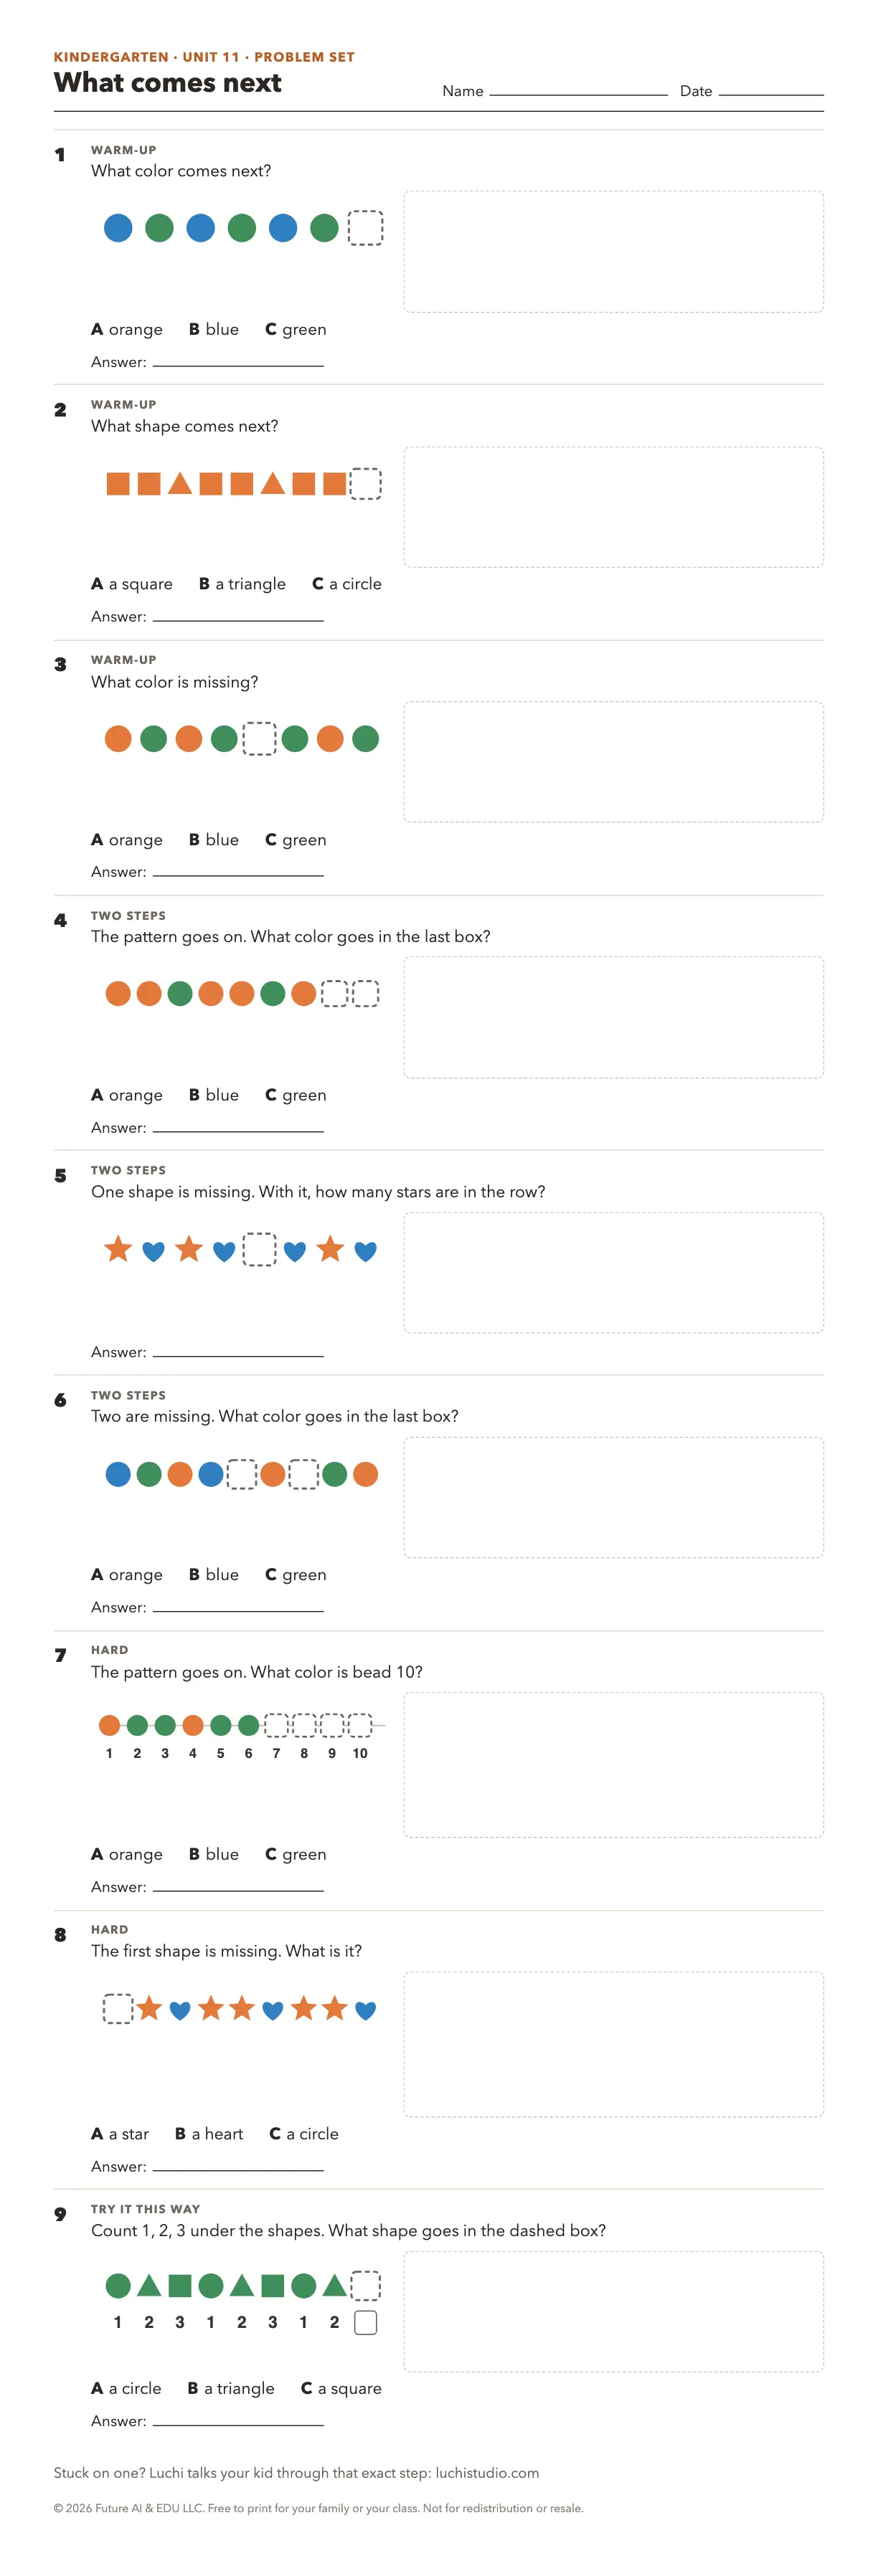 KINDERGARTEN · UNIT 11 · PROBLEM SET
What comes next
Name
Date
1
WARM-UP
What color comes next?
A orange B blue C green
Answer:
2
WARM-UP
What shape comes next?
A a square B a triangle C a circle
Answer:
3
WARM-UP
What color is missing?
A orange B blue C green
Answer:
4
TWO STEPS
The pattern goes on. What color goes in the last box?
A orange B blue C green
Answer:
5
TWO STEPS
One shape is missing. With it, how many stars are in the row?
Answer:
6
TWO STEPS
Two are missing. What color goes in the last box?
A orange B blue C green
Answer:
7
HARD
The pattern goes on. What color is bead 10?
1 2 3 4 5 6 7 8 9 10
A orange B blue C green
Answer:
8
HARD
The first shape is missing. What is it?
A a star B a heart C a circle
Answer:
9
TRY IT THIS WAY
Count 1, 2, 3 under the shapes. What shape goes in the dashed box?
1 2 3 1 2 3 1 2
A a circle B a triangle C a square
Answer:
Stuck on one? Luchi talks your kid through that exact step: luchistudio.com
© 2026 Future AI & EDU LLC. Free to print for your family or your class. Not for redistribution or resale.